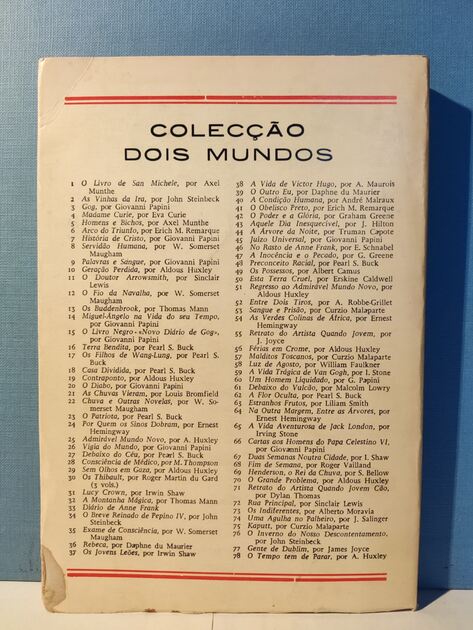 COLECÇÃO
DOIS MUNDOS
1 O Livro de San Michele, por Axel
Munthe
2 As Vinhas da Ira, por John Steinbeck
3 Gog, por Giovanni Papini
4 Madame Curie, por Eva Curie
5 Homens e Bichos, por Axel Munthe
6 Arco do Triunfo, por Erich M. Remarque
7 História de Cristo, por Giovanni Papini
8 Servidão Humana, por W. Somerset
Maugham
9 Palavras e Sangue, por Giovanni Papini
10 Geração Perdida, por Aldous Huxley
11 O Doutor Arrowsmith, por Sinclair
Lewis
12 O Fio da Navalha, por W. Somerset
Maugham
13 Os Buddenbrook, por Thomas Mann
14 Miguel-Ângelo na Vida do seu Tempo,
por Giovanni Papini
15 O Livro Negro - «Novo Diário de Gog»,
por Giovanni Papini
16 Terra Bendita, por Pearl S. Buck
17 Os Filhos de Wang-Lung, por Pearl S.
Buck
18 Casa Dividida, por Pearl S. Buck
19 Contraponto, por Aldous Huxley
20 O Diabo, por Giovanni Papini
21 As Chuvas Vieram, por Louis Bromfield
22 Chuva e Outras Novelas, por W. So-
merset Maugham
23 O Patriota, por Pearl S. Buck
24 Por Quem os Sinos Dobram, por Ernest
Hemingway
25 Admirável Mundo Novo, por A. Huxley
26 Vigia do Mundo, por Giovanni Papini
27 Debaixo do Céu, por Pearl S. Buck
28 Consciência de Médico, por M. Thompson
29 Sem Olhos em Gaza, por Aldous Huxley
30 Os Thibault, por Roger Martin du Gard
(3 vols.)
31 Lucy Crown, por Irwin Shaw
32 A Montanha Mágica, por Thomas Mann
33 Diário de Anne Frank
34 O Breve Reinado de Pepino IV, por John
Steinbeck
35 Exame de Consciência, por W. Somerset
Maugham
36 Rebeca, por Daphne du Maurier
37 Os Jovens Leões, por Irwin Shaw
38 A Vida de Victor Hugo, por A. Maurois
39 O Outro Eu, por Daphne du Maurier
40 A Condição Humana, por André Malraux
41 O Obelisco Preto, por Erich M. Remarque
42 O Poder e a Glória, por Graham Greene
43 Aquele Dia Inesquecível, por J. Hilton
44 A Árvore da Noite, por Truman Capote
45 Juízo Universal, por Giovanni Papini
46 No Rasto de Anne Frank, por E. Schnabel
47 A Inocência e o Pecado, por G. Greene
48 Preconceito Racial, por Pearl S. Buck
49 Os Possessos, por Albert Camus
50 Esta Terra Cruel, por Erskine Caldwell
51 Regresso ao Admirável Mundo Novo, por
Aldous Huxley
52 Entre Dois Tiros, por A. Robbe-Grillet
53 Sangue e Prisão, por Curzio Malaparte
54 As Verdes Colinas de África, por Ernest
Hemingway
55 Retrato do Artista Quando Jovem, por
J. Joyce
56 Férias em Crome, por Aldous Huxley
57 Malditos Toscanos, por Curzio Malaparte
58 Luz de Agosto, por William Faulkner
59 A Vida Trágica de Van Gogh, por I. Stone
60 Um Homem Liquidado, por G. Papini
61 Debaixo do Vulcão, por Malcolm Lowry
62 A Flor Oculta, por Pearl S. Buck
63 Estranhos Frutos, por Lilian Smith
64 Na Outra Margem, Entre as Árvores, por
Ernest Hemingway
65 A Vida Aventurosa de Jack London, por
Irving Stone
66 Cartas aos Homens do Papa Celestino VI,
por Giovanni Papini
67 Duas Semanas Noutra Cidade, por I. Shaw
68 Fim de Semana, por Roger Vailland
69 Henderson, o Rei da Chuva, por S. Bellow
70 O Grande Problema, por Aldous Huxley
71 Retrato do Artista Quando Jovem Cão,
por Dylan Thomas
72 Rua Principal, por Sinclair Lewis
73 Os Indiferentes, por Alberto Moravia
74 Uma Agulha no Palheiro, por J. Salinger
75 Kaputt, por Curzio Malaparte
76 O Inverno do Nosso Descontentamento,
por John Steinbeck
77 Gente de Dublim, por James Joyce
78 O Tempo tem de Parar, por A. Huxley